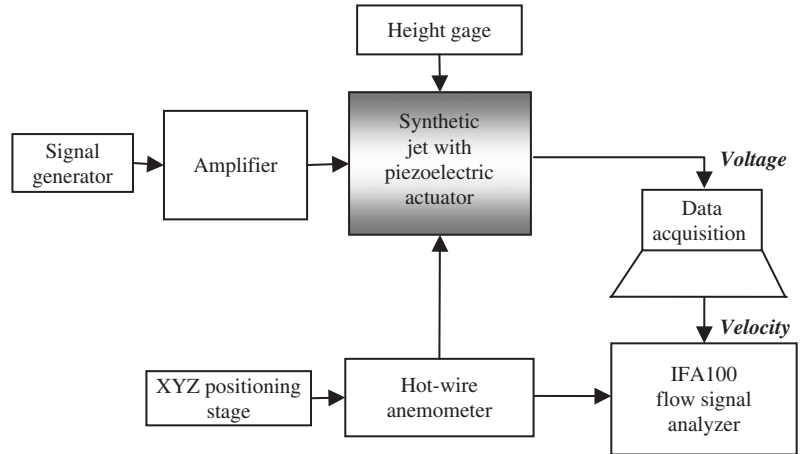 Height gage
Signal
generator
Amplifier
Synthetic
jet with
piezoelectric
actuator
Voltage
Data
acquisition
Velocity
XYZ positioning
stage
Hot-wire
anemometer
IFA100
flow signal
analyzer